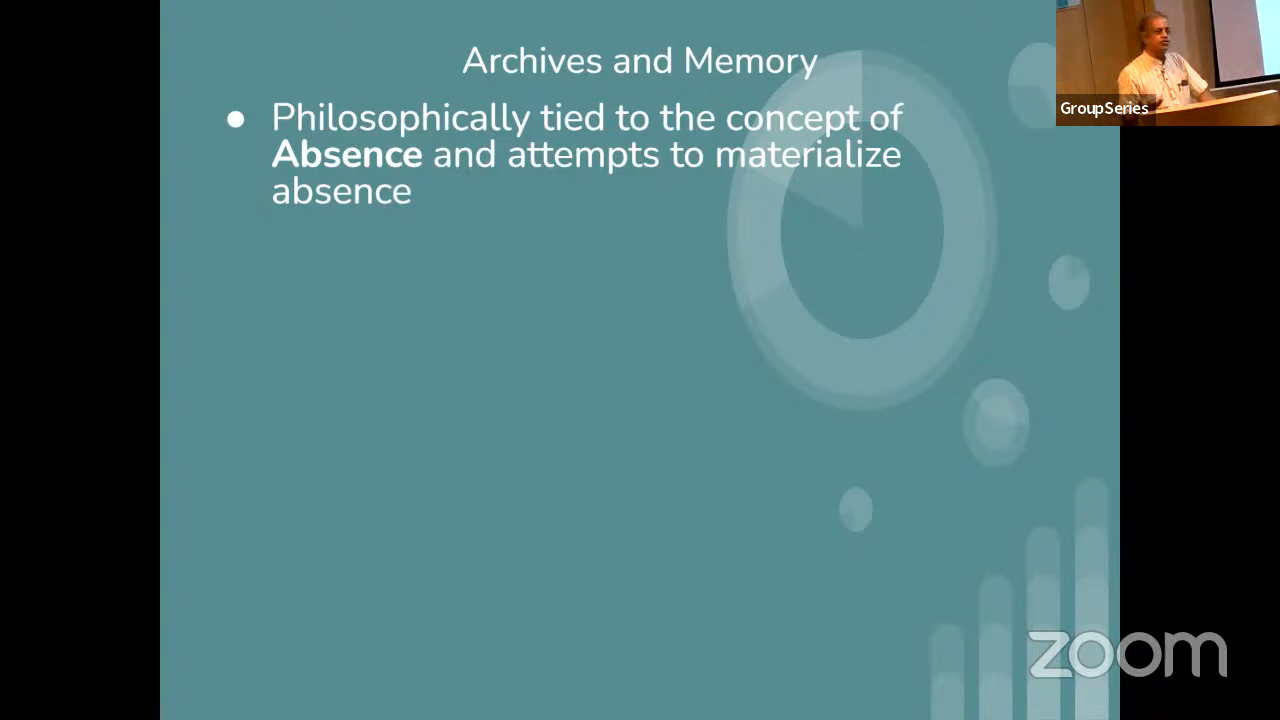 Archives and Memory
GroupSeries
● Philosophically tied to the concept of
Absence and attempts to materialize
absence
zoom